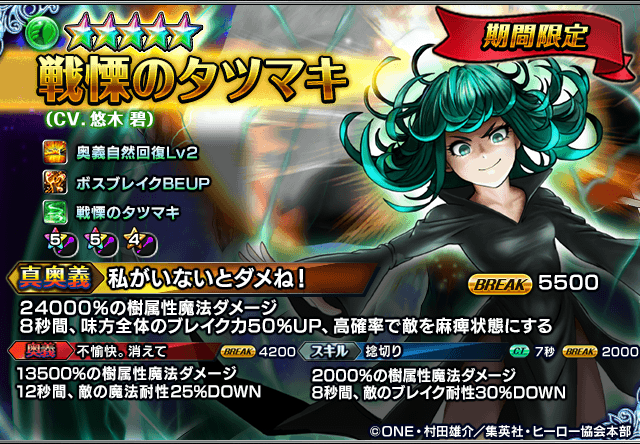 期間限定
戦慄のタツマキ
(CV.悠木 碧)
奥義自然回復Lv2
ボスブレイクBEUP
戦慄のタツマキ
5 5 4
真奥義 私がいないとダメね! BREAK 5500
24000%の樹属性魔法ダメージ
8秒間、味方全体のブレイク力50%UP、高確率で敵を麻痺状態にする
奥義 不愉快。消えて BREAK 4200
13500%の樹属性魔法ダメージ
12秒間、敵の魔法耐性25%DOWN
スキル 捻切り CT 7秒 BREAK 2000
2000%の樹属性魔法ダメージ
8秒間、敵のブレイク耐性30%DOWN
©ONE・村田雄介／集英社・ヒーロー協会本部